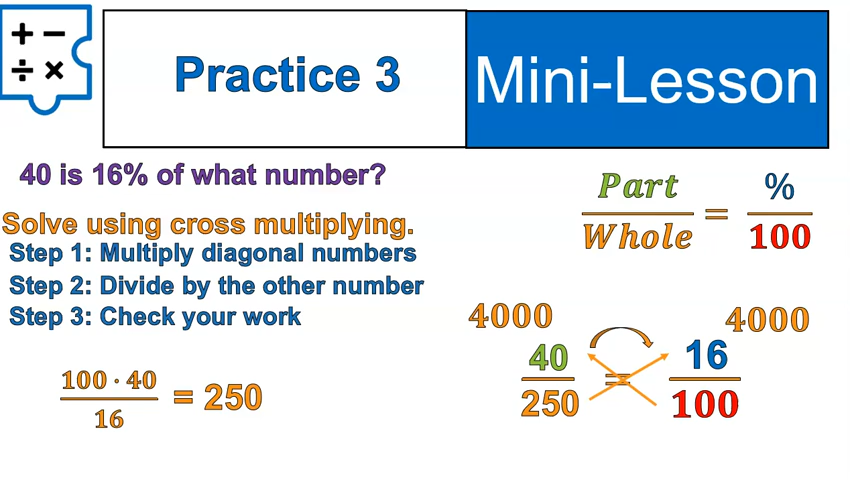 + −
÷ ×
Practice 3
Mini-Lesson
40 is 16% of what number?
Solve using cross multiplying.
Step 1: Multiply diagonal numbers
Step 2: Divide by the other number
Step 3: Check your work
100 · 40
16
= 250
Part
Whole
=
%
100
4000
4000
40
250
=
16
100